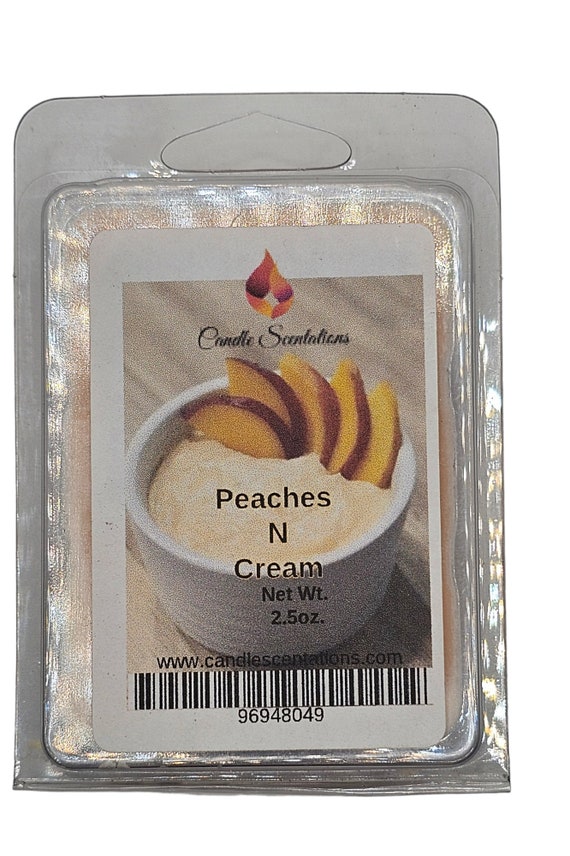 Candle Scentations
Peaches
N
Cream
Net Wt.
2.5oz.
www.candlescentations.com
96948049